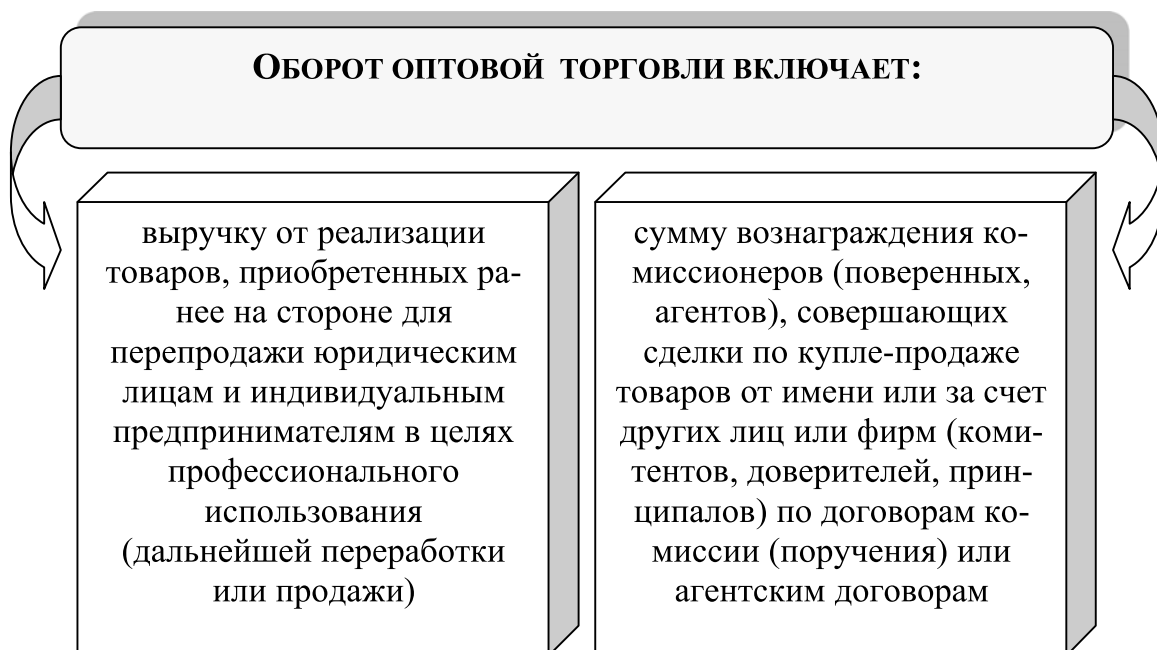 ОБОРОТ ОПТОВОЙ ТОРГОВЛИ ВКЛЮЧАЕТ:
выручку от реализации
товаров, приобретенных ра-
нее на стороне для
перепродажи юридическим
лицам и индивидуальным
предпринимателям в целях
профессионального
использования
(дальнейшей переработки
или продажи)
сумму вознаграждения ко-
миссионеров (поверенных,
агентов), совершающих
сделки по купле-продаже
товаров от имени или за счет
других лиц или фирм (коми-
тентов, доверителей, прин-
ципалов) по договорам ко-
миссии (поручения) или
агентским договорам